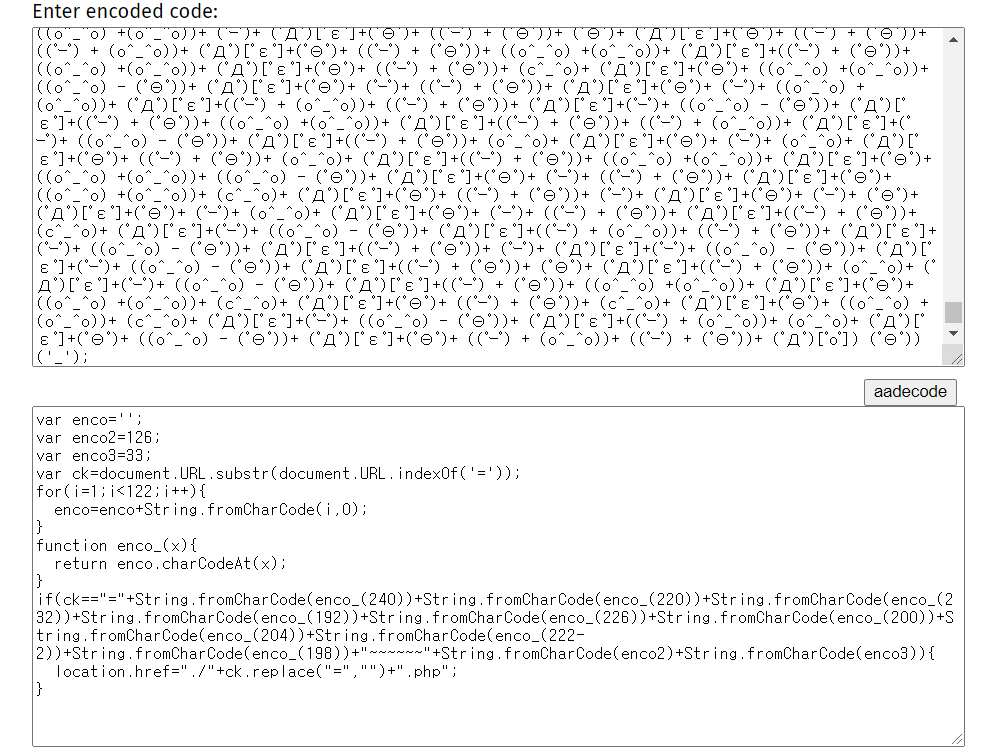 Enter encoded code:
((o^_^o) +(o^_^o))+ (ﾟｰﾟ)+ (ﾟДﾟ)[ﾟεﾟ]+(ﾟΘﾟ)+ ((ﾟｰﾟ) + (ﾟΘﾟ))+ (ﾟΘﾟ)+ (ﾟДﾟ)[ﾟεﾟ]+(ﾟΘﾟ)+ ((ﾟｰﾟ) + (ﾟΘﾟ))+
((ﾟｰﾟ) + (o^_^o))+ (ﾟДﾟ)[ﾟεﾟ]+(ﾟΘﾟ)+ ((ﾟｰﾟ) + (ﾟΘﾟ))+ ((o^_^o) +(o^_^o))+ (ﾟДﾟ)[ﾟεﾟ]+((ﾟｰﾟ) + (ﾟΘﾟ))+
((o^_^o) +(o^_^o))+ (ﾟДﾟ)[ﾟεﾟ]+(ﾟΘﾟ)+ ((ﾟｰﾟ) + (ﾟΘﾟ))+ (c^_^o)+ (ﾟДﾟ)[ﾟεﾟ]+(ﾟΘﾟ)+ ((o^_^o) +(o^_^o))+
((o^_^o) - (ﾟΘﾟ))+ (ﾟДﾟ)[ﾟεﾟ]+(ﾟΘﾟ)+ (ﾟｰﾟ)+ ((ﾟｰﾟ) + (ﾟΘﾟ))+ (ﾟДﾟ)[ﾟεﾟ]+(ﾟΘﾟ)+ (ﾟｰﾟ)+ ((o^_^o) +
(o^_^o))+ (ﾟДﾟ)[ﾟεﾟ]+((ﾟｰﾟ) + (o^_^o))+ ((ﾟｰﾟ) + (ﾟΘﾟ))+ (ﾟДﾟ)[ﾟεﾟ]+(ﾟｰﾟ)+ ((o^_^o) - (ﾟΘﾟ))+ (ﾟДﾟ)[ﾟ
εﾟ]+((ﾟｰﾟ) + (ﾟΘﾟ))+ ((o^_^o) +(o^_^o))+ (ﾟДﾟ)[ﾟεﾟ]+((ﾟｰﾟ) + (ﾟΘﾟ))+ ((ﾟｰﾟ) + (o^_^o))+ (ﾟДﾟ)[ﾟεﾟ]+(ﾟ
ｰﾟ)+ ((o^_^o) - (ﾟΘﾟ))+ (ﾟДﾟ)[ﾟεﾟ]+((ﾟｰﾟ) + (ﾟΘﾟ))+ (o^_^o)+ (ﾟДﾟ)[ﾟεﾟ]+(ﾟΘﾟ)+ (ﾟｰﾟ)+ (o^_^o)+ (ﾟДﾟ)[ﾟ
εﾟ]+(ﾟΘﾟ)+ ((ﾟｰﾟ) + (ﾟΘﾟ))+ (o^_^o)+ (ﾟДﾟ)[ﾟεﾟ]+((ﾟｰﾟ) + (ﾟΘﾟ))+ ((o^_^o) +(o^_^o))+ (ﾟДﾟ)[ﾟεﾟ]+(ﾟΘﾟ)+
((o^_^o) +(o^_^o))+ ((o^_^o) - (ﾟΘﾟ))+ (ﾟДﾟ)[ﾟεﾟ]+(ﾟΘﾟ)+ (ﾟｰﾟ)+ ((ﾟｰﾟ) + (ﾟΘﾟ))+ (ﾟДﾟ)[ﾟεﾟ]+(ﾟΘﾟ)+
((o^_^o) +(o^_^o))+ (c^_^o)+ (ﾟДﾟ)[ﾟεﾟ]+(ﾟΘﾟ)+ ((ﾟｰﾟ) + (ﾟΘﾟ))+ (ﾟｰﾟ)+ (ﾟДﾟ)[ﾟεﾟ]+(ﾟΘﾟ)+ (ﾟｰﾟ)+ (ﾟΘﾟ)+
(ﾟДﾟ)[ﾟεﾟ]+(ﾟΘﾟ)+ (ﾟｰﾟ)+ (o^_^o)+ (ﾟДﾟ)[ﾟεﾟ]+(ﾟΘﾟ)+ (ﾟｰﾟ)+ ((ﾟｰﾟ) + (ﾟΘﾟ))+ (ﾟДﾟ)[ﾟεﾟ]+((ﾟｰﾟ) + (ﾟΘﾟ))+
(c^_^o)+ (ﾟДﾟ)[ﾟεﾟ]+(ﾟｰﾟ)+ ((o^_^o) - (ﾟΘﾟ))+ (ﾟДﾟ)[ﾟεﾟ]+((ﾟｰﾟ) + (o^_^o))+ ((ﾟｰﾟ) + (ﾟΘﾟ))+ (ﾟДﾟ)[ﾟεﾟ]+
(ﾟｰﾟ)+ ((o^_^o) - (ﾟΘﾟ))+ (ﾟДﾟ)[ﾟεﾟ]+((ﾟｰﾟ) + (ﾟΘﾟ))+ (ﾟｰﾟ)+ (ﾟДﾟ)[ﾟεﾟ]+(ﾟｰﾟ)+ ((o^_^o) - (ﾟΘﾟ))+ (ﾟДﾟ)[ﾟ
εﾟ]+(ﾟｰﾟ)+ ((o^_^o) - (ﾟΘﾟ))+ (ﾟДﾟ)[ﾟεﾟ]+((ﾟｰﾟ) + (ﾟΘﾟ))+ (ﾟΘﾟ)+ (ﾟДﾟ)[ﾟεﾟ]+((ﾟｰﾟ) + (ﾟΘﾟ))+ (o^_^o)+ (ﾟ
Дﾟ)[ﾟεﾟ]+(ﾟｰﾟ)+ ((o^_^o) - (ﾟΘﾟ))+ (ﾟДﾟ)[ﾟεﾟ]+((ﾟｰﾟ) + (ﾟΘﾟ))+ ((o^_^o) +(o^_^o))+ (ﾟДﾟ)[ﾟεﾟ]+(ﾟΘﾟ)+
((o^_^o) +(o^_^o))+ (c^_^o)+ (ﾟДﾟ)[ﾟεﾟ]+(ﾟΘﾟ)+ ((ﾟｰﾟ) + (ﾟΘﾟ))+ (c^_^o)+ (ﾟДﾟ)[ﾟεﾟ]+(ﾟΘﾟ)+ ((o^_^o) +
(o^_^o))+ (c^_^o)+ (ﾟДﾟ)[ﾟεﾟ]+(ﾟｰﾟ)+ ((o^_^o) - (ﾟΘﾟ))+ (ﾟДﾟ)[ﾟεﾟ]+((ﾟｰﾟ) + (o^_^o))+ (o^_^o)+ (ﾟДﾟ)[ﾟ
εﾟ]+(ﾟΘﾟ)+ ((o^_^o) - (ﾟΘﾟ))+ (ﾟДﾟ)[ﾟεﾟ]+(ﾟΘﾟ)+ ((ﾟｰﾟ) + (o^_^o))+ ((ﾟｰﾟ) + (ﾟΘﾟ))+ (ﾟДﾟ)[ﾟoﾟ]) (ﾟΘﾟ))
('_');
aadecode
var enco='';
var enco2=126;
var enco3=33;
var ck=document.URL.substr(document.URL.indexOf('='));
for(i=1;i<122;i++){
  enco=enco+String.fromCharCode(i,0);
}
function enco_(x){
  return enco.charCodeAt(x);
}
if(ck=="="+String.fromCharCode(enco_(240))+String.fromCharCode(enco_(220))+String.fromCharCode(enco_(2
32))+String.fromCharCode(enco_(192))+String.fromCharCode(enco_(226))+String.fromCharCode(enco_(200))+S
tring.fromCharCode(enco_(204))+String.fromCharCode(enco_(222-
2))+String.fromCharCode(enco_(198))+"~~~~~~"+String.fromCharCode(enco2)+String.fromCharCode(enco3)){
  location.href="./"+ck.replace("=","")+".php";
}